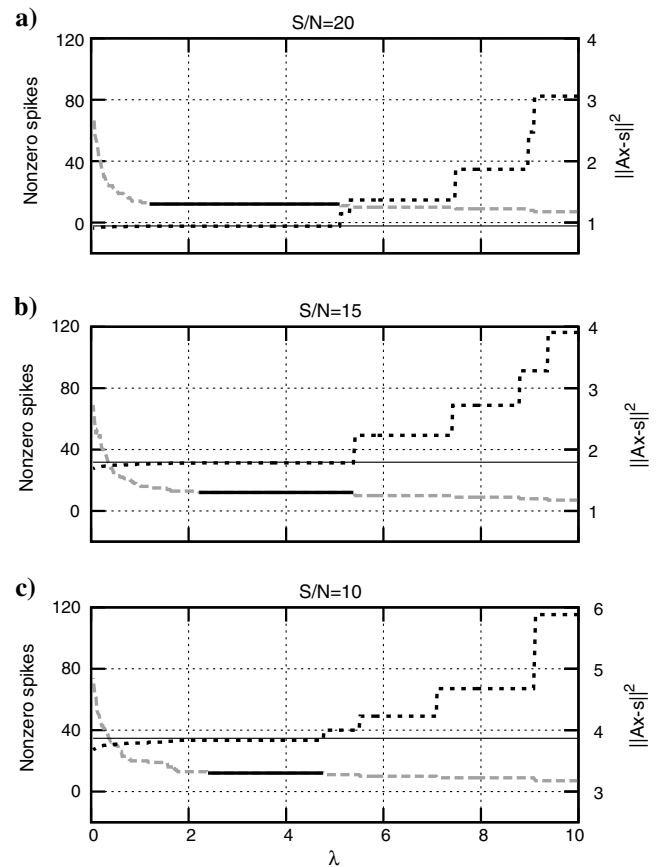 a)
S/N=20
120
80
40
0
Nonzero spikes
4
3
2
1
||Ax-s||²
b)
S/N=15
120
80
40
0
Nonzero spikes
4
3
2
1
||Ax-s||²
c)
S/N=10
120
80
40
0
Nonzero spikes
6
5
4
3
||Ax-s||²
0 2 4 6 8 10
λ